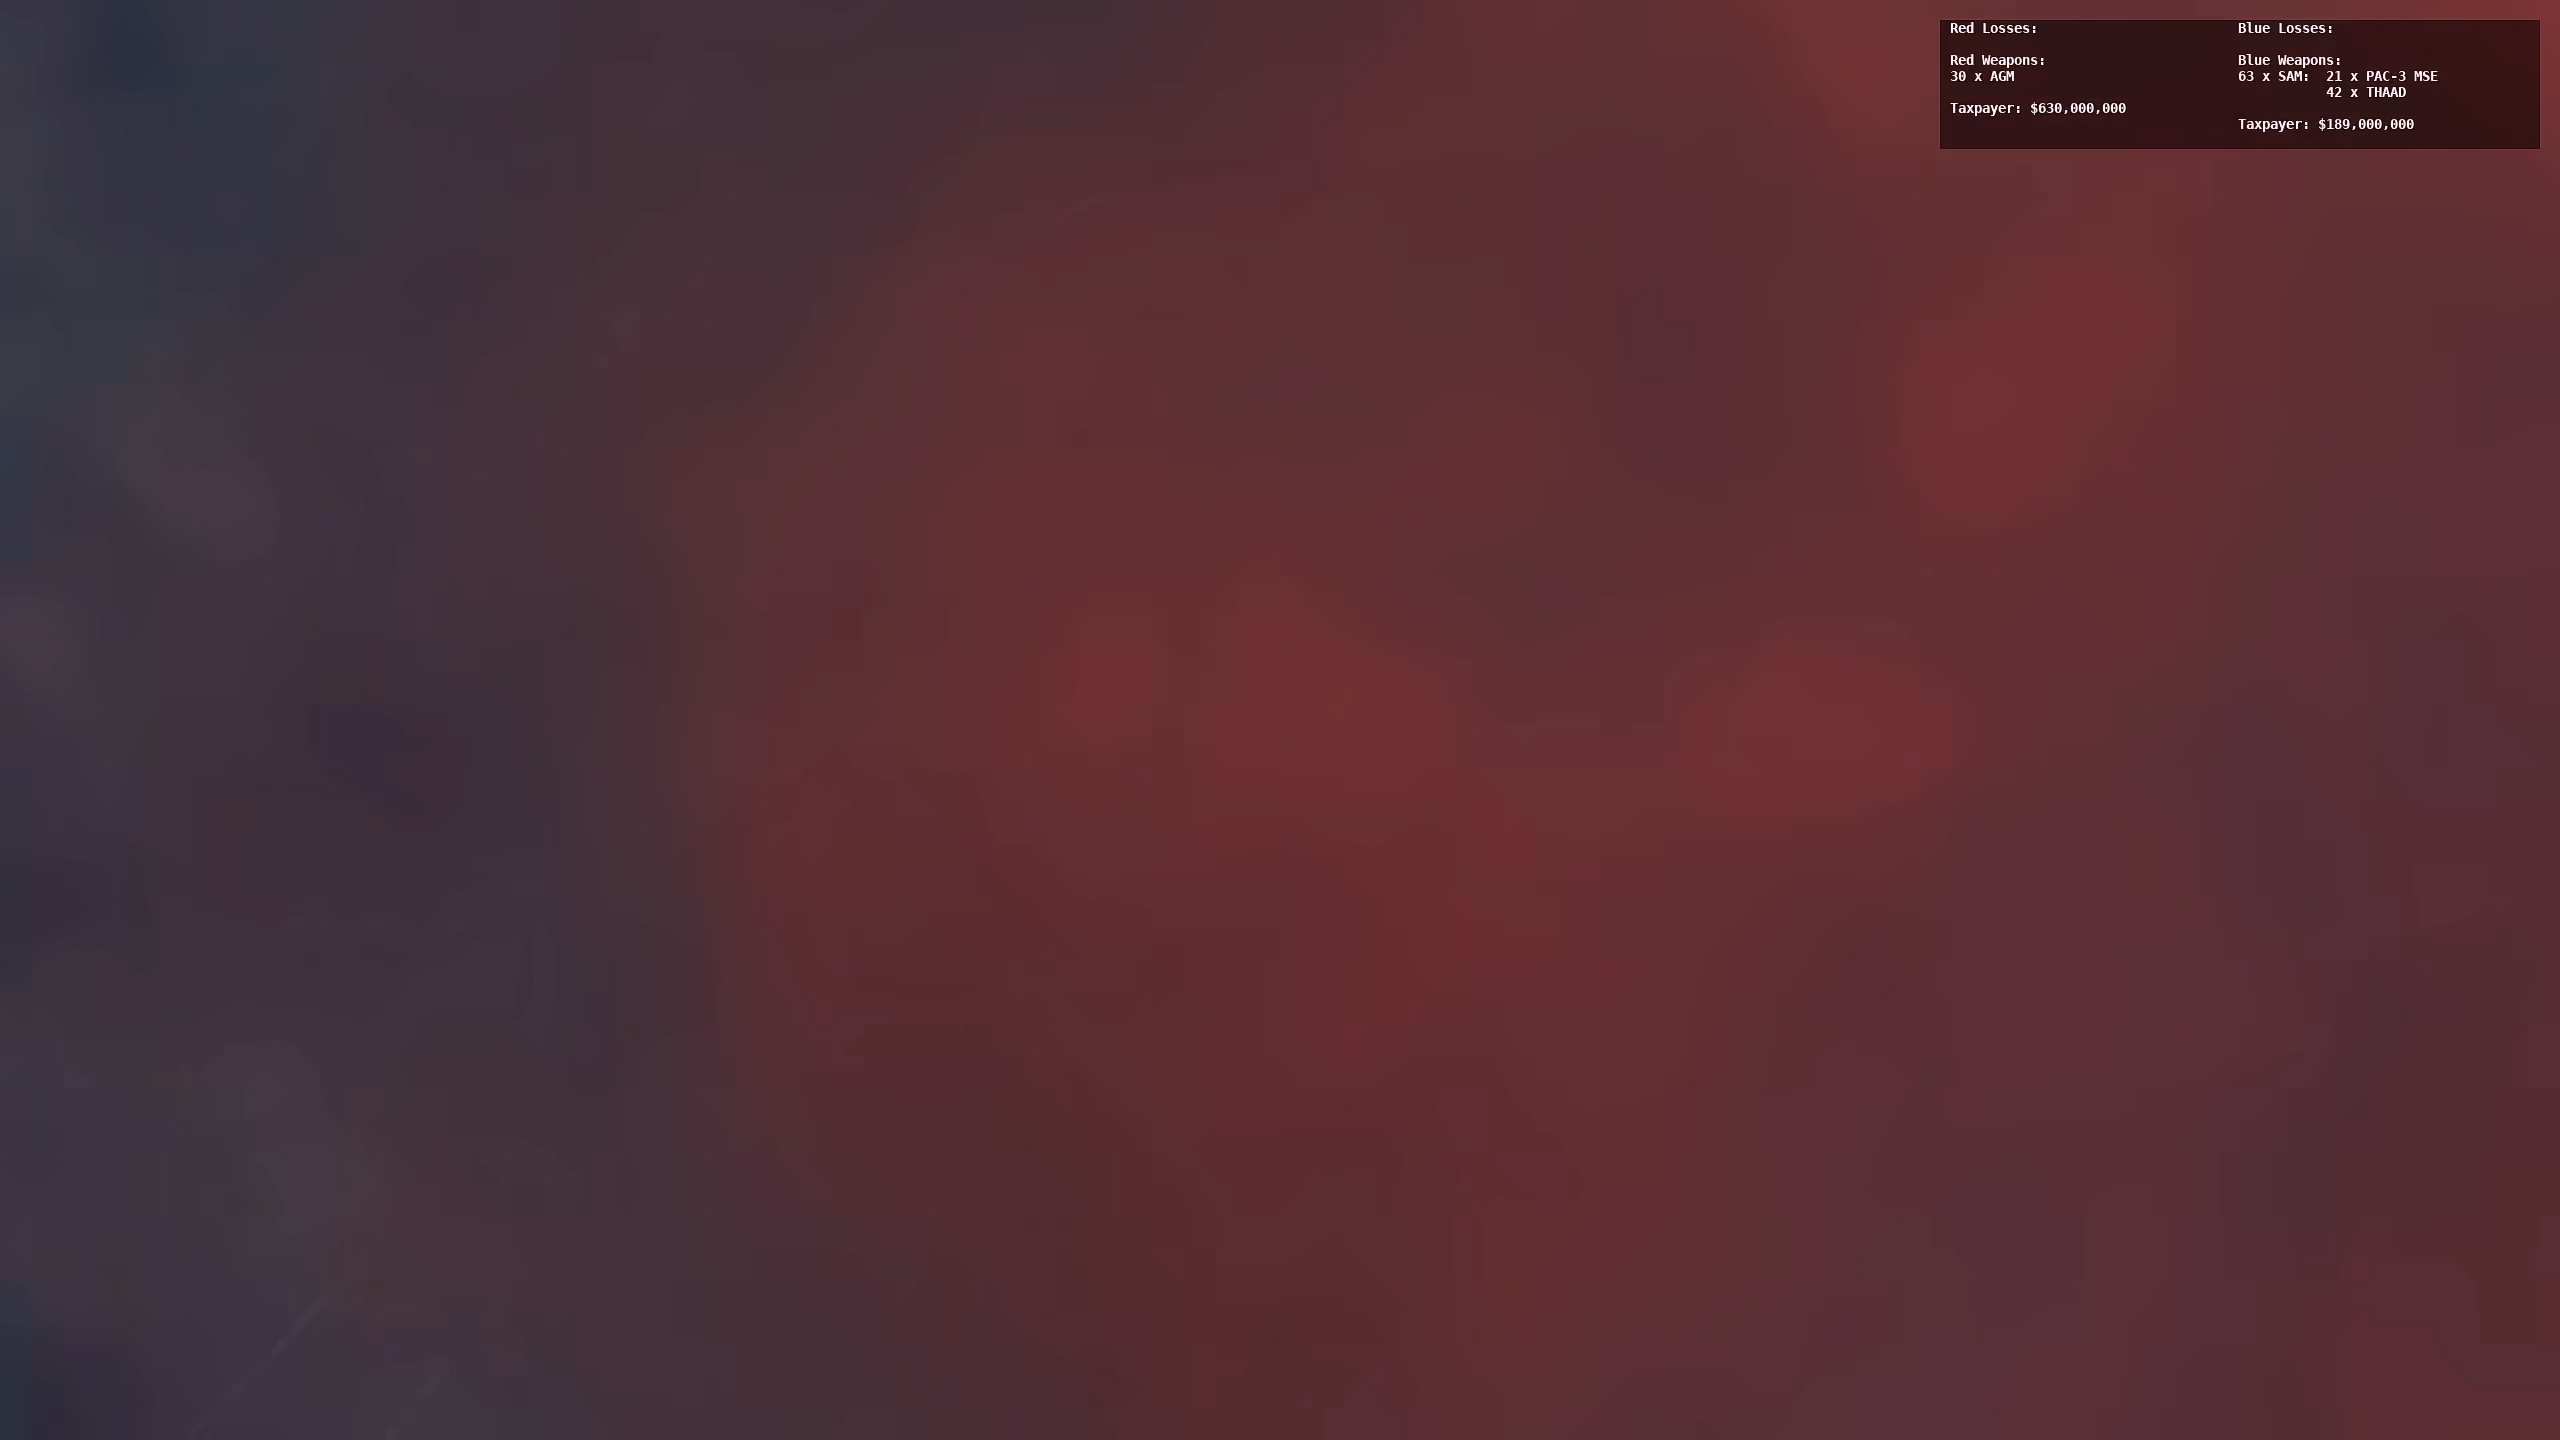 Red Losses:
Red Weapons:
30 x AGM
Taxpayer: $630,000,000
Blue Losses:
Blue Weapons:
63 x SAM:  21 x PAC-3 MSE
42 x THAAD
Taxpayer: $189,000,000